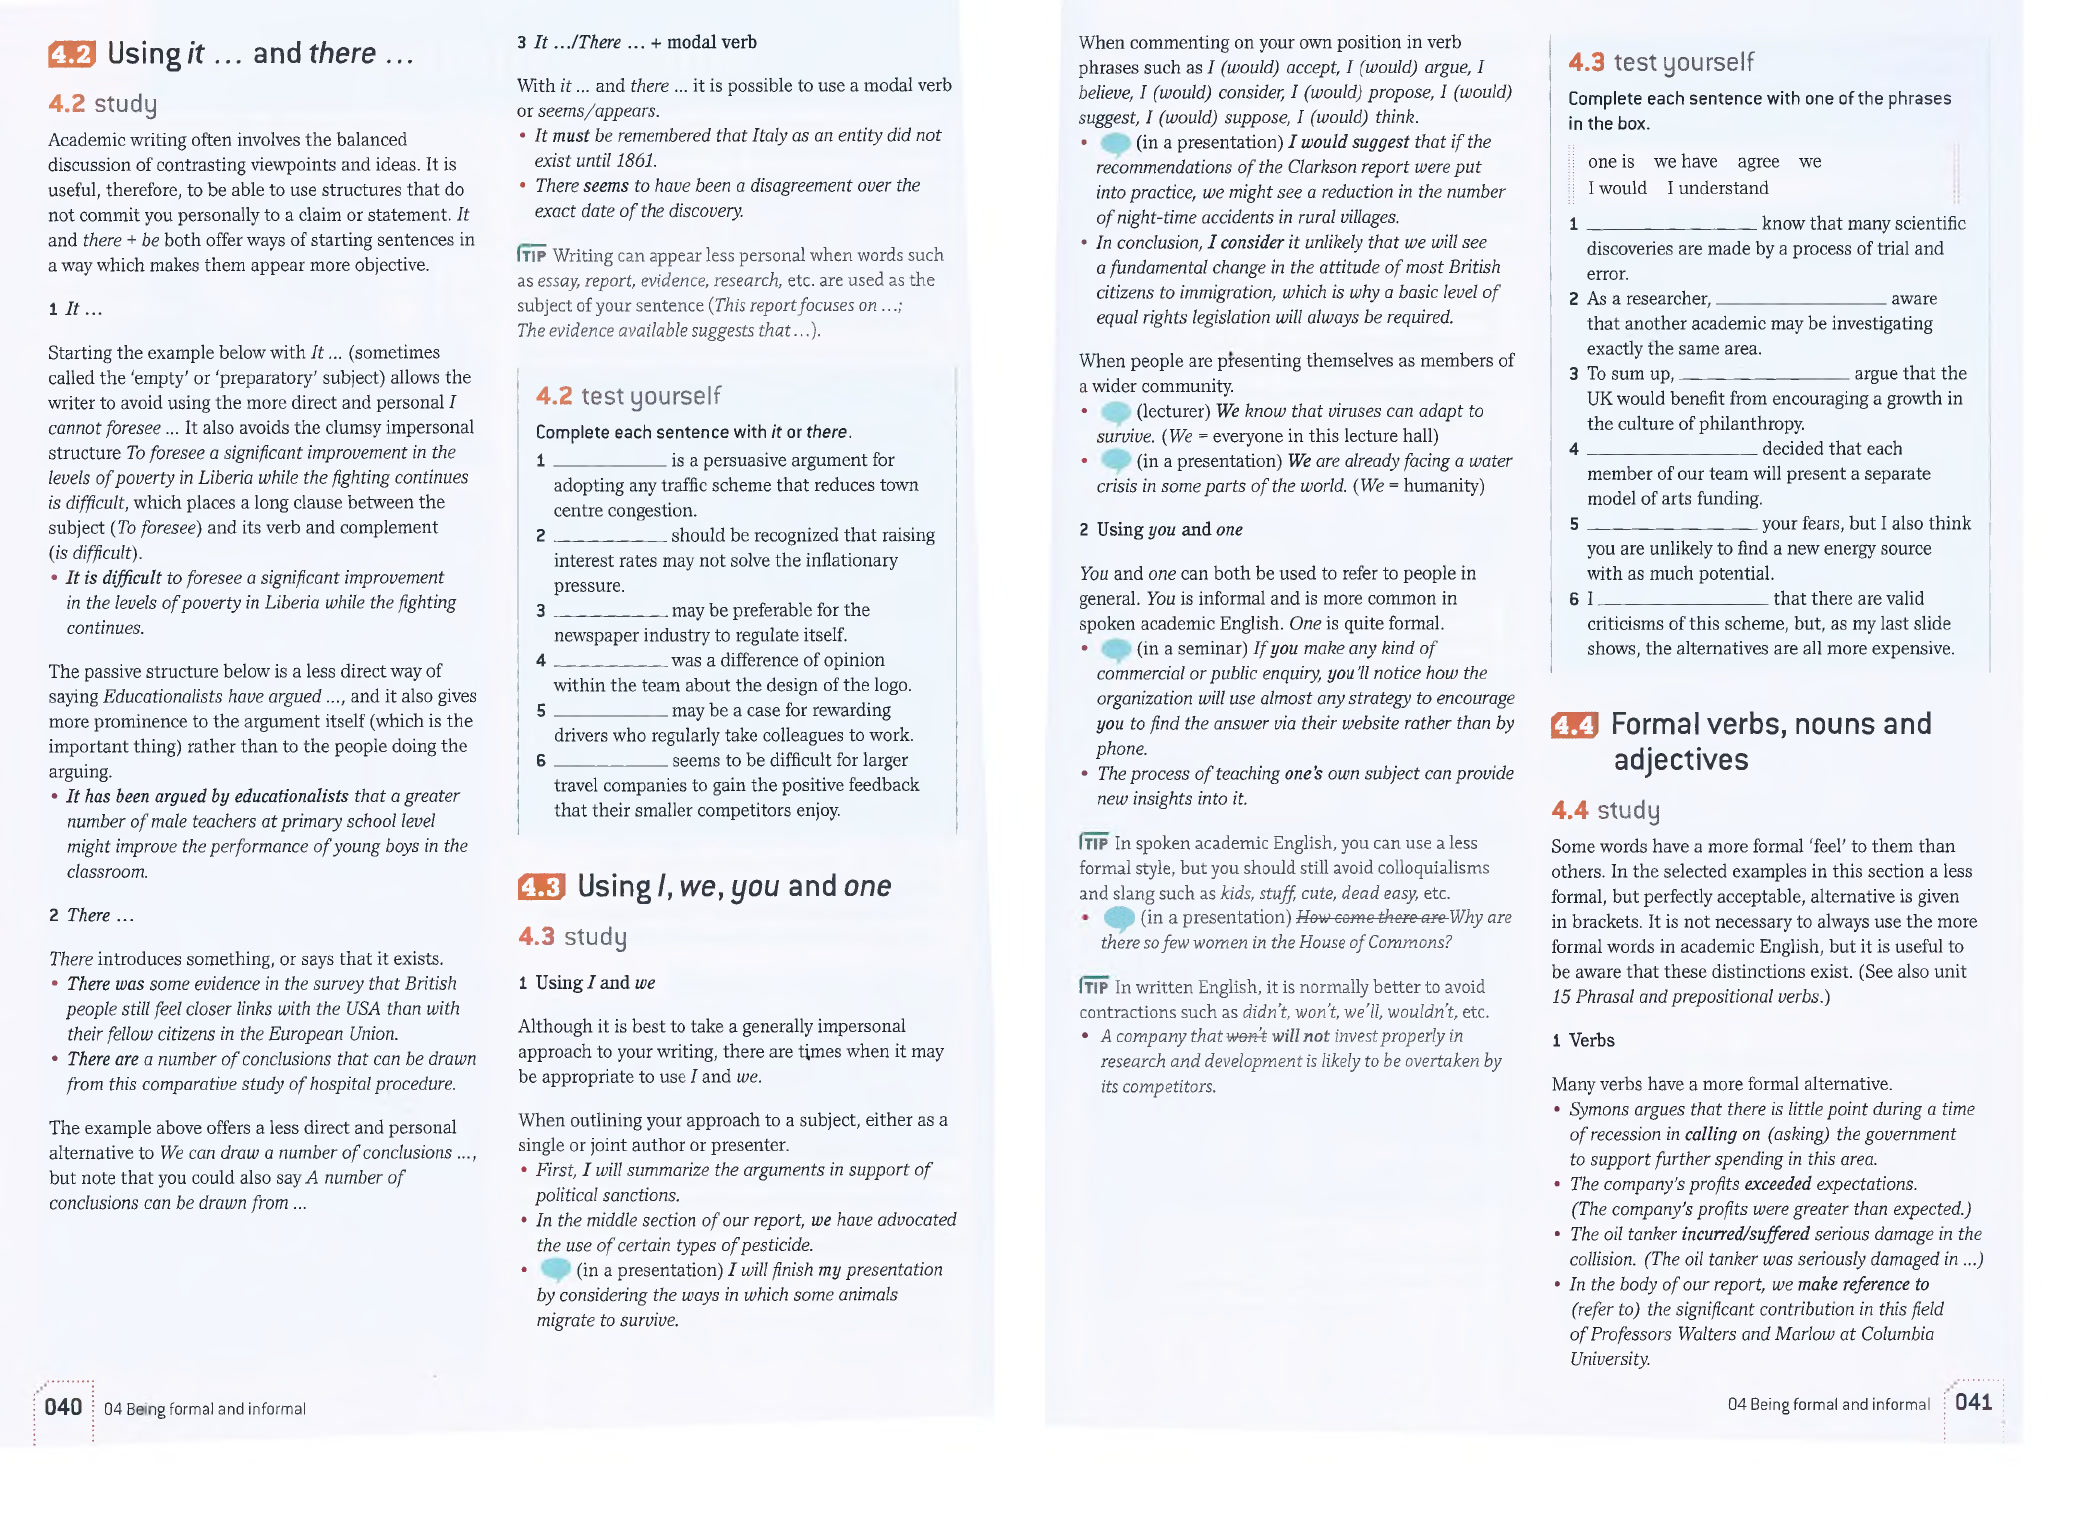 4.2 Using it ... and there ...
4.2 study
Academic writing often involves the balanced
discussion of contrasting viewpoints and ideas. It is
useful, therefore, to be able to use structures that do
not commit you personally to a claim or statement. It
and there + be both offer ways of starting sentences in
a way which makes them appear more objective.
1 It ...
Starting the example below with It ... (sometimes
called the ‘empty’ or ‘preparatory’ subject) allows the
writer to avoid using the more direct and personal I
cannot foresee ... It also avoids the clumsy impersonal
structure To foresee a significant improvement in the
levels of poverty in Liberia while the fighting continues
is difficult, which places a long clause between the
subject (To foresee) and its verb and complement
(is difficult).
• It is difficult to foresee a significant improvement
in the levels of poverty in Liberia while the fighting
continues.
The passive structure below is a less direct way of
saying Educationalists have argued ..., and it also gives
more prominence to the argument itself (which is the
important thing) rather than to the people doing the
arguing.
• It has been argued by educationalists that a greater
number of male teachers at primary school level
might improve the performance of young boys in the
classroom.
2 There ...
There introduces something, or says that it exists.
• There was some evidence in the survey that British
people still feel closer links with the USA than with
their fellow citizens in the European Union.
• There are a number of conclusions that can be drawn
from this comparative study of hospital procedure.
The example above offers a less direct and personal
alternative to We can draw a number of conclusions ...,
but note that you could also say A number of
conclusions can be drawn from ...
3 It .../There ... + modal verb
With it ... and there ... it is possible to use a modal verb
or seems/appears.
• It must be remembered that Italy as an entity did not
exist until 1861.
• There seems to have been a disagreement over the
exact date of the discovery.
TIP Writing can appear less personal when words such
as essay, report, evidence, research, etc. are used as the
subject of your sentence (This report focuses on ...;
The evidence available suggests that ...).
4.2 test yourself
Complete each sentence with it or there.
1 ____________ is a persuasive argument for
adopting any traffic scheme that reduces town
centre congestion.
2 ____________ should be recognized that raising
interest rates may not solve the inflationary
pressure.
3 ____________ may be preferable for the
newspaper industry to regulate itself.
4 ____________ was a difference of opinion
within the team about the design of the logo.
5 ____________ may be a case for rewarding
drivers who regularly take colleagues to work.
6 ____________ seems to be difficult for larger
travel companies to gain the positive feedback
that their smaller competitors enjoy.
4.3 Using I, we, you and one
4.3 study
1 Using I and we
Although it is best to take a generally impersonal
approach to your writing, there are times when it may
be appropriate to use I and we.
When outlining your approach to a subject, either as a
single or joint author or presenter.
• First, I will summarize the arguments in support of
political sanctions.
• In the middle section of our report, we have advocated
the use of certain types of pesticide.
• (in a presentation) I will finish my presentation
by considering the ways in which some animals
migrate to survive.
040 04 Being formal and informal
When commenting on your own position in verb
phrases such as I (would) accept, I (would) argue, I
believe, I (would) consider, I (would) propose, I (would)
suggest, I (would) suppose, I (would) think.
• (in a presentation) I would suggest that if the
recommendations of the Clarkson report were put
into practice, we might see a reduction in the number
of night-time accidents in rural villages.
• In conclusion, I consider it unlikely that we will see
a fundamental change in the attitude of most British
citizens to immigration, which is why a basic level of
equal rights legislation will always be required.
When people are presenting themselves as members of
a wider community.
• (lecturer) We know that viruses can adapt to
survive. (We = everyone in this lecture hall)
• (in a presentation) We are already facing a water
crisis in some parts of the world. (We = humanity)
2 Using you and one
You and one can both be used to refer to people in
general. You is informal and is more common in
spoken academic English. One is quite formal.
• (in a seminar) If you make any kind of
commercial or public enquiry, you’ll notice how the
organization will use almost any strategy to encourage
you to find the answer via their website rather than by
phone.
• The process of teaching one’s own subject can provide
new insights into it.
TIP In spoken academic English, you can use a less
formal style, but you should still avoid colloquialisms
and slang such as kids, stuff, cute, dead easy, etc.
• (in a presentation) How come there are Why are
there so few women in the House of Commons?
TIP In written English, it is normally better to avoid
contractions such as didn’t, won’t, we’ll, wouldn’t, etc.
• A company that won’t will not invest properly in
research and development is likely to be overtaken by
its competitors.
4.3 test yourself
Complete each sentence with one of the phrases
in the box.
one is we have agree we
I would I understand
1 __________________ know that many scientific
discoveries are made by a process of trial and
error.
2 As a researcher, __________________ aware
that another academic may be investigating
exactly the same area.
3 To sum up, __________________ argue that the
UK would benefit from encouraging a growth in
the culture of philanthropy.
4 __________________ decided that each
member of our team will present a separate
model of arts funding.
5 __________________ your fears, but I also think
you are unlikely to find a new energy source
with as much potential.
6 I __________________ that there are valid
criticisms of this scheme, but, as my last slide
shows, the alternatives are all more expensive.
4.4 Formal verbs, nouns and
adjectives
4.4 study
Some words have a more formal ‘feel’ to them than
others. In the selected examples in this section a less
formal, but perfectly acceptable, alternative is given
in brackets. It is not necessary to always use the more
formal words in academic English, but it is useful to
be aware that these distinctions exist. (See also unit
15 Phrasal and prepositional verbs.)
1 Verbs
Many verbs have a more formal alternative.
• Symons argues that there is little point during a time
of recession in calling on (asking) the government
to support further spending in this area.
• The company’s profits exceeded expectations.
(The company’s profits were greater than expected.)
• The oil tanker incurred/suffered serious damage in the
collision. (The oil tanker was seriously damaged in ...)
• In the body of our report, we make reference to
(refer to) the significant contribution in this field
of Professors Walters and Marlow at Columbia
University.
04 Being formal and informal 041